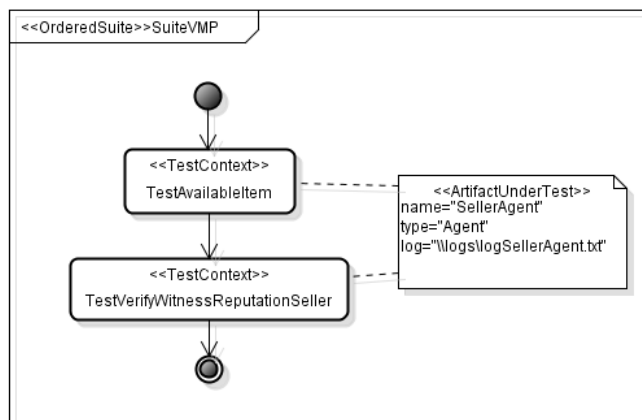 <<OrderedSuite>>SuiteVMP
<<TestContext>>
TestAvailableItem
<<ArtifactUnderTest>>
name="SellerAgent"
type="Agent"
log="\\logs\logSellerAgent.txt"
<<TestContext>>
TestVerifyWitnessReputationSeller